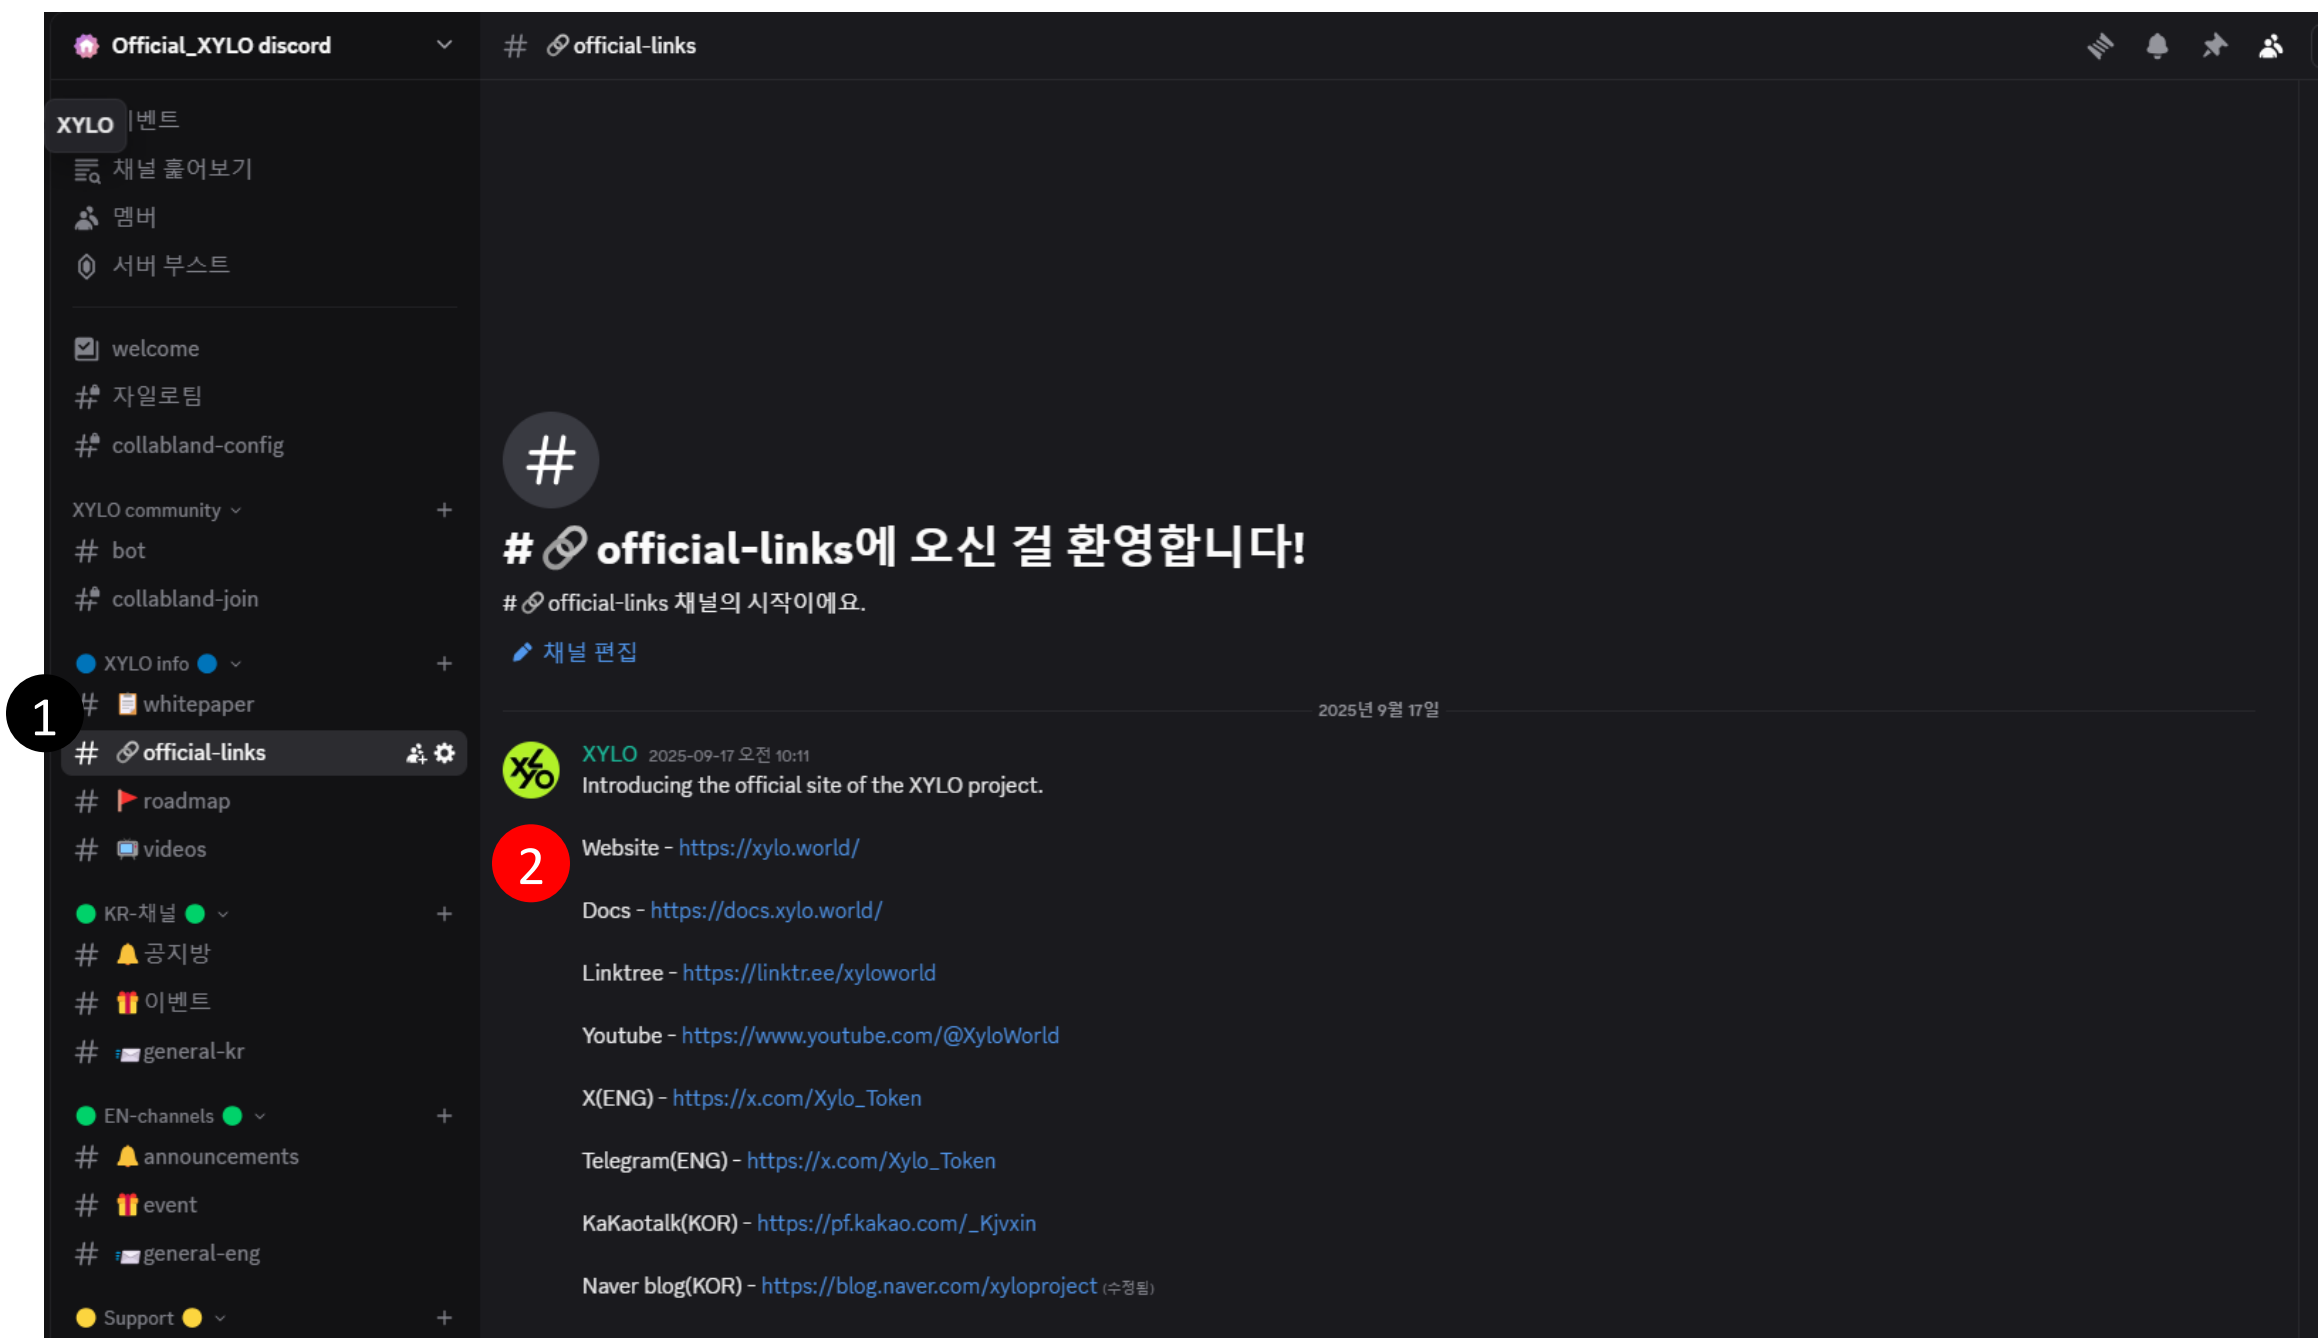 Official_XYLO discord
XYLO
이벤트
채널 훑어보기
멤버
서버 부스트
welcome
자일로팀
collabland-config
XYLO community
+
# bot
collabland-join
XYLO info
+
1
# whitepaper
# official-links
# roadmap
# videos
KR-채널
+
# 공지방
# 이벤트
# general-kr
EN-channels
+
# announcements
# event
# general-eng
Support
+
# official-links
#
# official-links에 오신 걸 환영합니다!
# official-links 채널의 시작이에요.
채널 편집
2025년 9월 17일
XYLO 2025-09-17 오전 10:11
Introducing the official site of the XYLO project.
2
Website - https://xylo.world/
Docs - https://docs.xylo.world/
Linktree - https://linktr.ee/xyloworld
Youtube - https://www.youtube.com/@XyloWorld
X(ENG) - https://x.com/Xylo_Token
Telegram(ENG) - https://x.com/Xylo_Token
KaKaotalk(KOR) - https://pf.kakao.com/_Kjvxin
Naver blog(KOR) - https://blog.naver.com/xyloproject (수정됨)